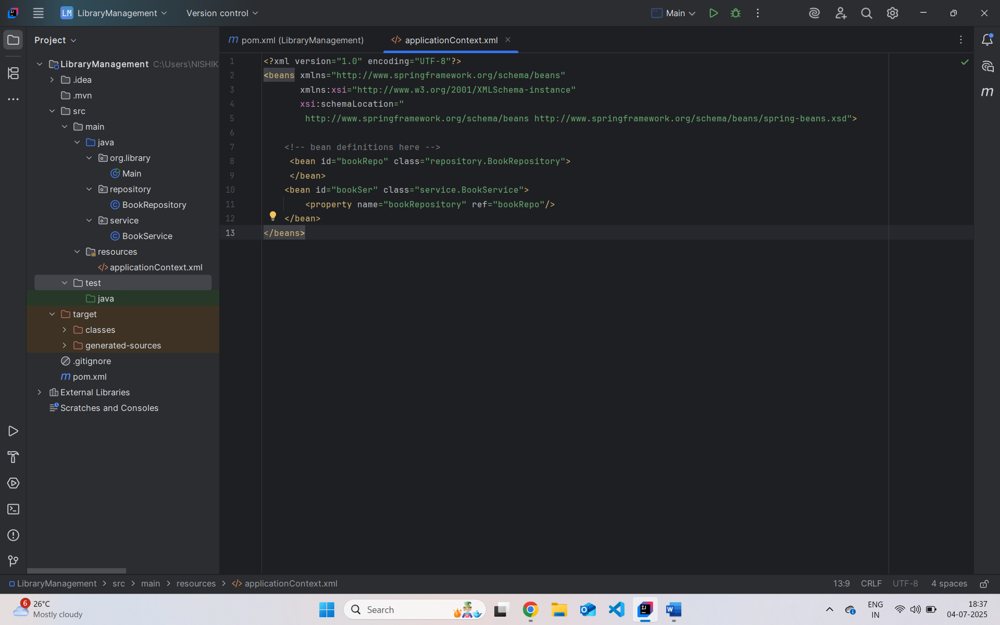 LM LibraryManagement Version control Main
Project
pom.xml (LibraryManagement) applicationContext.xml
LibraryManagement C:\Users\NISHIK
.idea
.mvn
src
main
java
org.library
Main
repository
BookRepository
service
BookService
resources
applicationContext.xml
test
java
target
classes
generated-sources
.gitignore
pom.xml
External Libraries
Scratches and Consoles
1 <?xml version="1.0" encoding="UTF-8"?>
2 <beans xmlns="http://www.springframework.org/schema/beans"
3 xmlns:xsi="http://www.w3.org/2001/XMLSchema-instance"
4 xsi:schemaLocation="
5 http://www.springframework.org/schema/beans http://www.springframework.org/schema/beans/spring-beans.xsd">
6
7 <!-- bean definitions here -->
8 <bean id="bookRepo" class="repository.BookRepository">
9 </bean>
10 <bean id="bookSer" class="service.BookService">
11 <property name="bookRepository" ref="bookRepo"/>
12 </bean>
13 </beans>
LibraryManagement > src > main > resources > applicationContext.xml 13:9 CRLF UTF-8 4 spaces
6 26°C
Mostly cloudy
Search
ENG
IN
18:37
04-07-2025